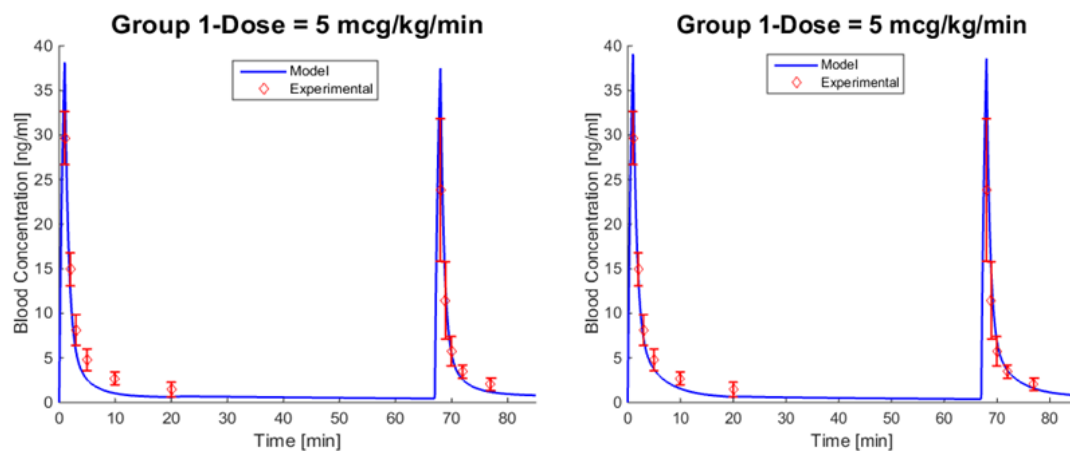 Group 1-Dose = 5 mcg/kg/min
Blood Concentration [ng/ml]
40
35
30
25
20
15
10
5
0
Model
Experimental
0 10 20 30 40 50 60 70 80
Time [min]
Group 1-Dose = 5 mcg/kg/min
Blood Concentration [ng/ml]
40
35
30
25
20
15
10
5
0
Model
Experimental
0 10 20 30 40 50 60 70 80
Time [min]